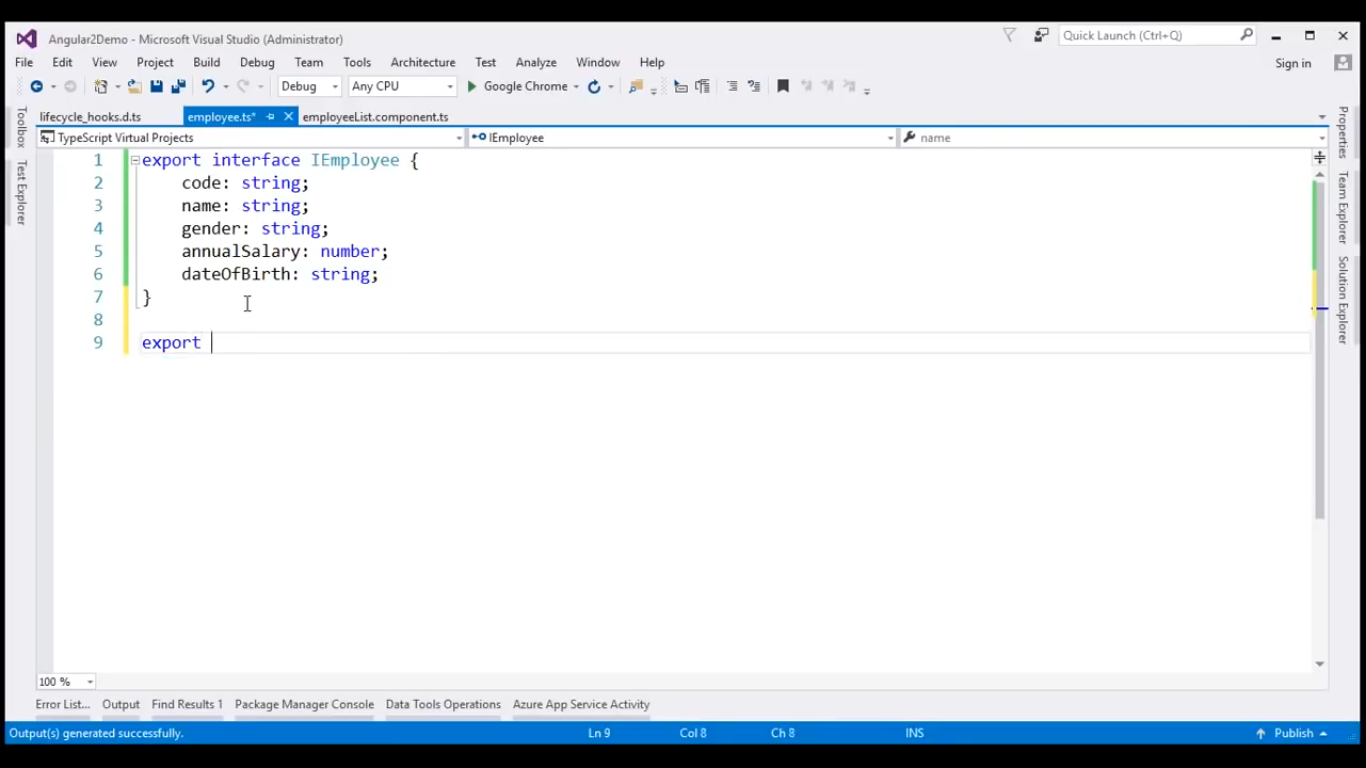 Angular2Demo - Microsoft Visual Studio (Administrator)
Quick Launch (Ctrl+Q)
File Edit View Project Build Debug Team Tools Architecture Test Analyze Window Help
Sign in
Debug Any CPU Google Chrome
lifecycle_hooks.d.ts employee.ts* employeeList.component.ts
TypeScript Virtual Projects IEmployee name
Toolbox
Test Explorer
1 export interface IEmployee {
2 code: string;
3 name: string;
4 gender: string;
5 annualSalary: number;
6 dateOfBirth: string;
7 }
8
9 export
Properties
Team Explorer
Solution Explorer
100 %
Error List... Output Find Results 1 Package Manager Console Data Tools Operations Azure App Service Activity
Output(s) generated successfully. Ln 9 Col 8 Ch 8 INS Publish